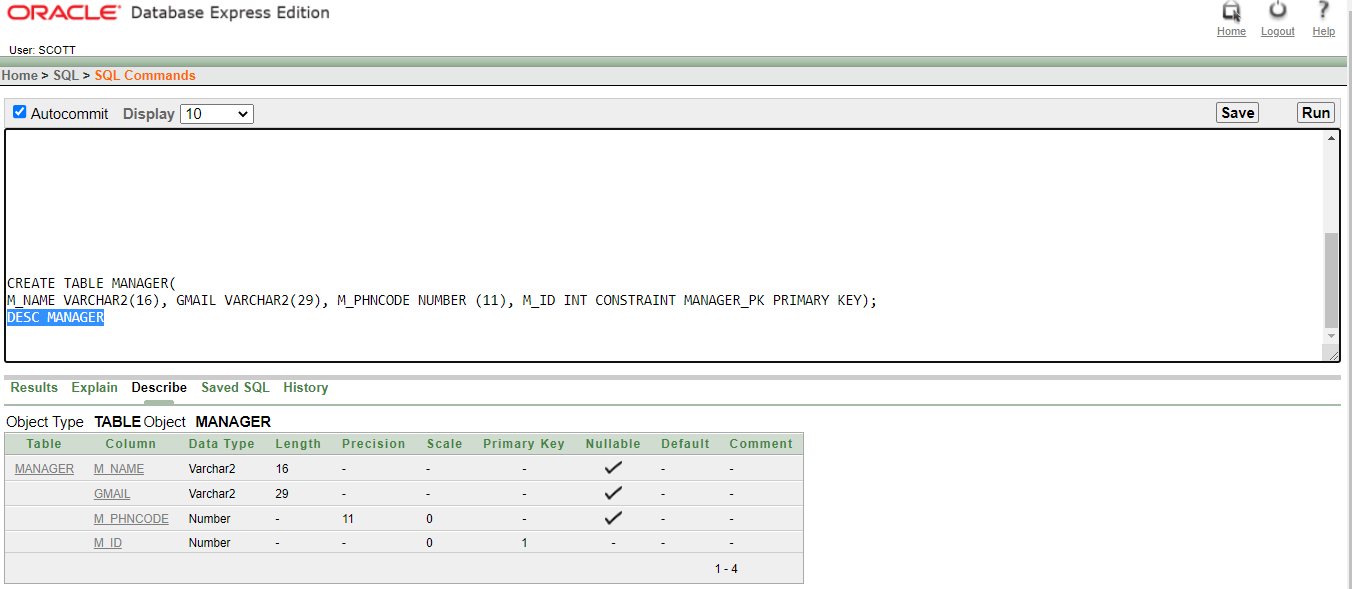 ORACLE® Database Express Edition
Home Logout Help
User: SCOTT
Home > SQL > SQL Commands
Autocommit Display 10 Save Run
CREATE TABLE MANAGER(
M_NAME VARCHAR2(16), GMAIL VARCHAR2(29), M_PHNCODE NUMBER (11), M_ID INT CONSTRAINT MANAGER_PK PRIMARY KEY);
DESC MANAGER
Results Explain Describe Saved SQL History
Object Type TABLE Object MANAGER
Table Column Data Type Length Precision Scale Primary Key Nullable Default Comment
MANAGER M_NAME Varchar2 16 - - - ✓ - -
GMAIL Varchar2 29 - - - ✓ - -
M_PHNCODE Number - 11 0 - ✓ - -
M_ID Number - - 0 1 - - -
1 - 4